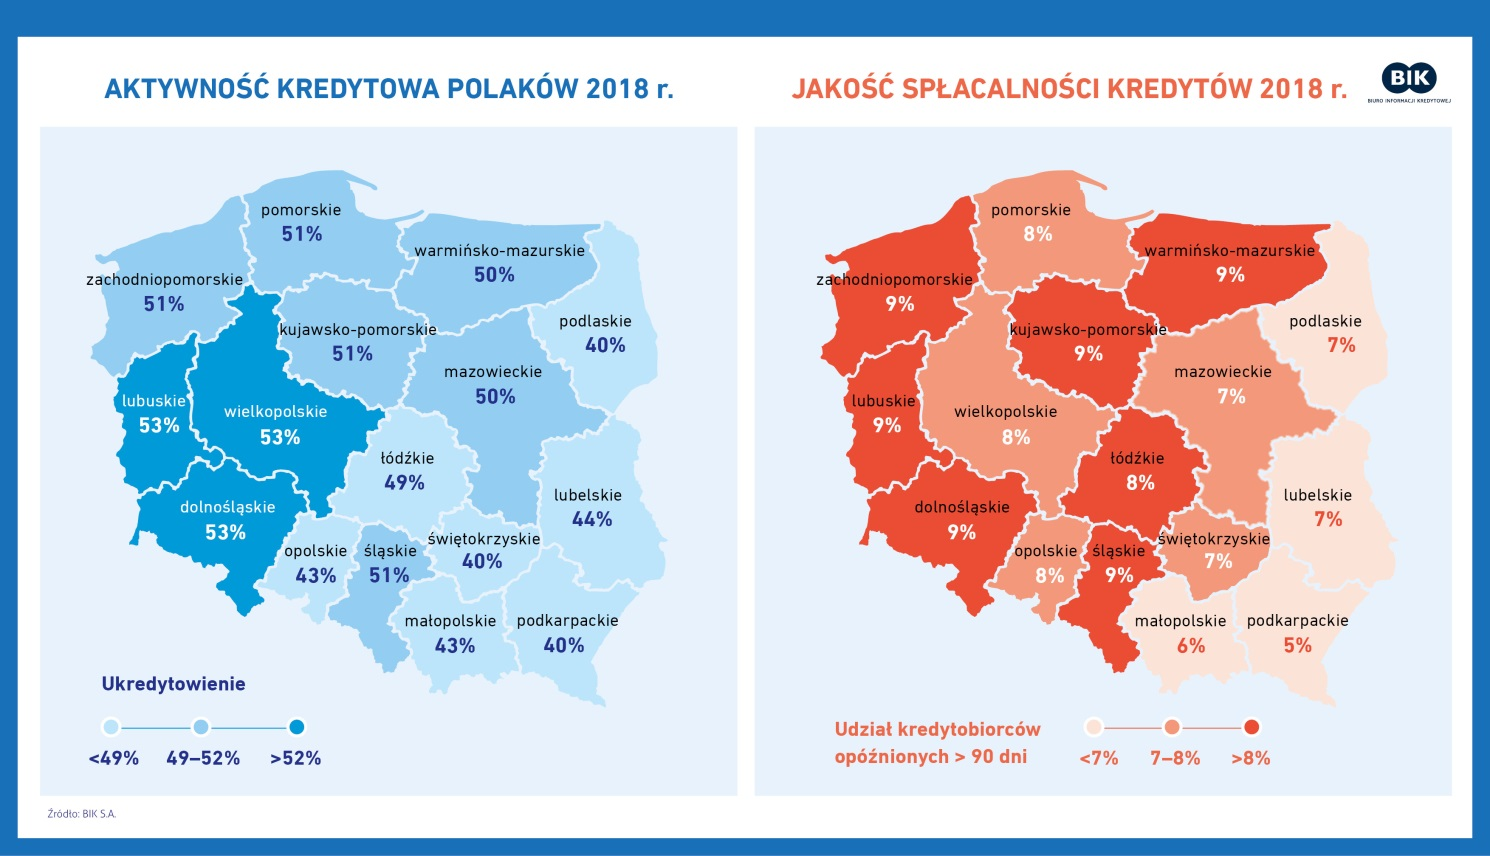 AKTYWNOŚĆ KREDYTOWA POLAKÓW 2018 r.
pomorskie
51%
warmińsko-mazurskie
50%
zachodniopomorskie
51%
podlaskie
40%
kujawsko-pomorskie
51%
mazowieckie
50%
lubuskie
53%
wielkopolskie
53%
łódźkie
49%
lubelskie
44%
dolnośląskie
53%
świętokrzyskie
40%
opolskie
43%
śląskie
51%
małopolskie
43%
podkarpackie
40%
Ukredytowienie
<49%
49–52%
>52%
Źródło: BIK S.A.
JAKOŚĆ SPŁACALNOŚCI KREDYTÓW 2018 r.
BIK
BIURO INFORMACJI KREDYTOWEJ
pomorskie
8%
warmińsko-mazurskie
9%
zachodniopomorskie
9%
podlaskie
7%
kujawsko-pomorskie
9%
mazowieckie
7%
lubuskie
9%
wielkopolskie
8%
łódźkie
8%
lubelskie
7%
dolnośląskie
9%
świętokrzyskie
7%
opolskie
8%
śląskie
9%
małopolskie
6%
podkarpackie
5%
Udział kredytobiorców
opóźnionych > 90 dni
<7%
7–8%
>8%